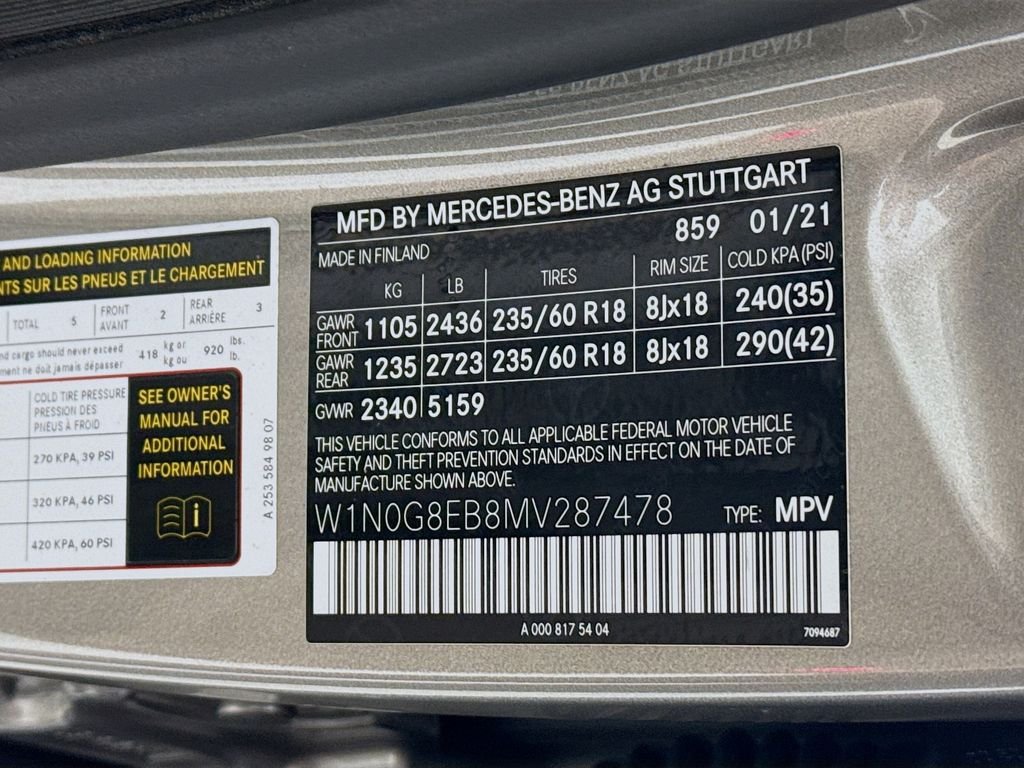 AND LOADING INFORMATION
NTS SUR LES PNEUS ET LE CHARGEMENT
TOTAL 5 FRONT AVANT 2 REAR ARRIÈRE 3
nd cargo should never exceed 418 kg or 920 lbs.
ment ne doit jamais dépasser kg ou lb.
COLD TIRE PRESSURE
PRESSION DES
PNEUS À FROID
270 KPA, 39 PSI
320 KPA, 46 PSI
420 KPA, 60 PSI
SEE OWNER'S
MANUAL FOR
ADDITIONAL
INFORMATION
i
A 253 584 98 07
MFD BY MERCEDES-BENZ AG STUTTGART
859 01/21
MADE IN FINLAND
KG LB TIRES RIM SIZE COLD KPA (PSI)
GAWR FRONT 1105 2436 235/60 R18 8Jx18 240(35)
GAWR REAR 1235 2723 235/60 R18 8Jx18 290(42)
GVWR 2340 5159
THIS VEHICLE CONFORMS TO ALL APPLICABLE FEDERAL MOTOR VEHICLE
SAFETY AND THEFT PREVENTION STANDARDS IN EFFECT ON THE DATE OF
MANUFACTURE SHOWN ABOVE.
W1N0G8EB8MV287478 TYPE: MPV
A 000 817 54 04
7094687